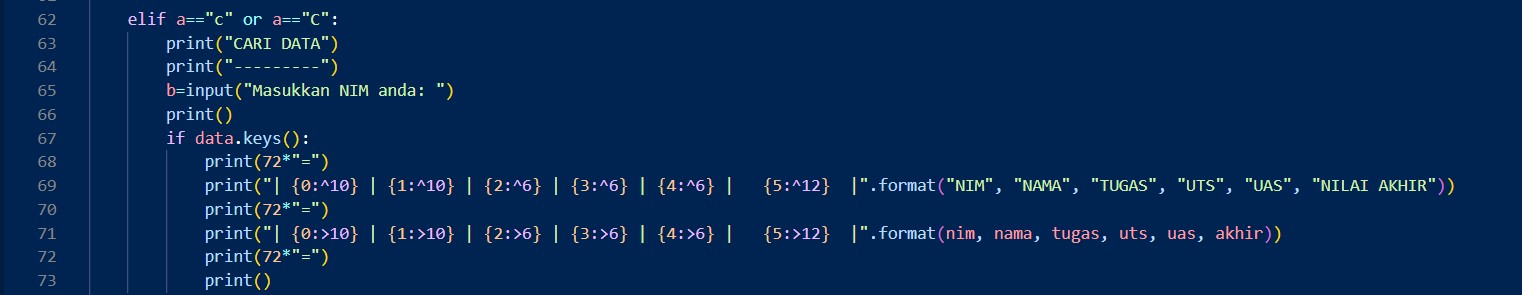 62 elif a=="c" or a=="C":
63 print("CARI DATA")
64 print("---------")
65 b=input("Masukkan NIM anda: ")
66 print()
67 if data.keys():
68 print(72*"=")
69 print("| {0:^10} | {1:^10} | {2:^6} | {3:^6} | {4:^6} |   {5:^12}  |".format("NIM", "NAMA", "TUGAS", "UTS", "UAS", "NILAI AKHIR"))
70 print(72*"=")
71 print("| {0:>10} | {1:>10} | {2:>6} | {3:>6} | {4:>6} |   {5:>12}  |".format(nim, nama, tugas, uts, uas, akhir))
72 print(72*"=")
73 print()